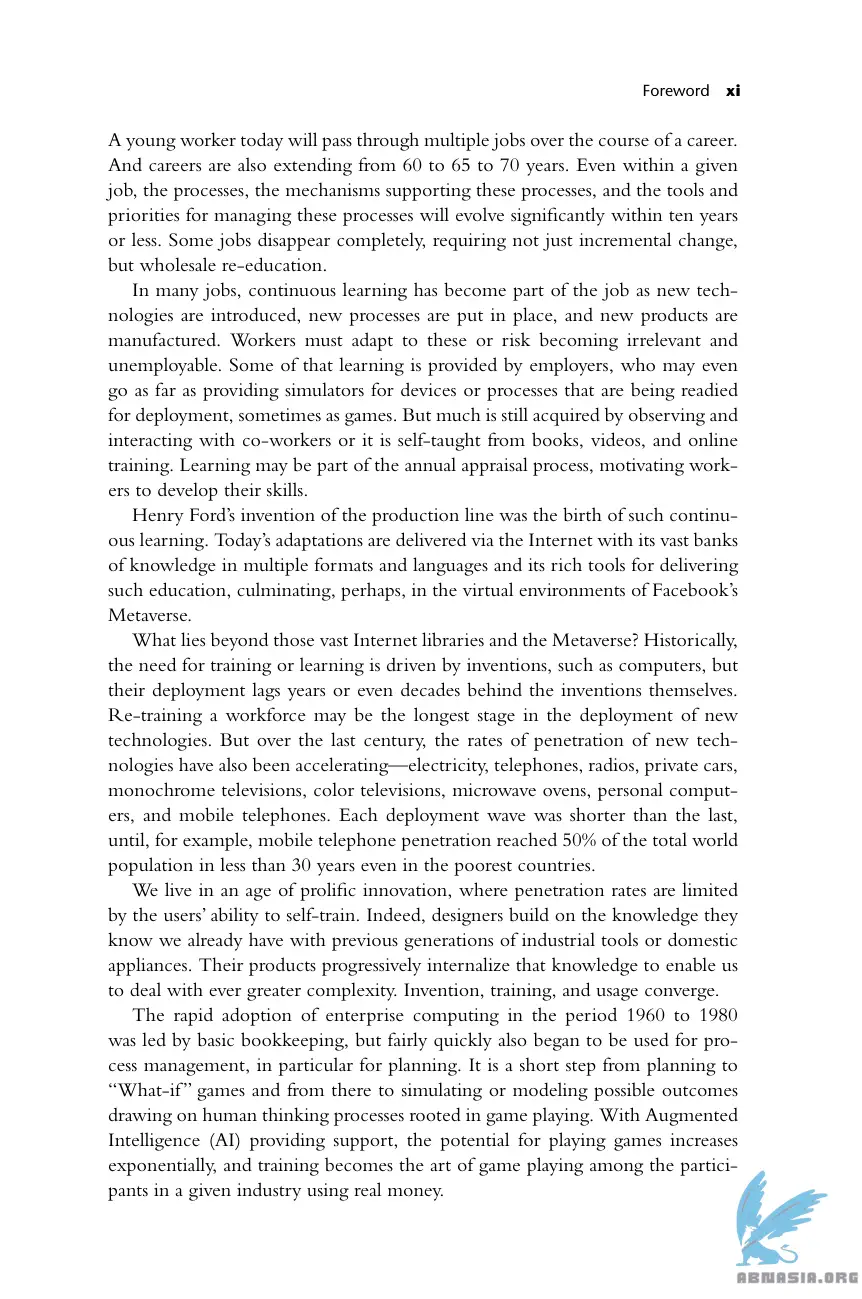 Foreword xi
A young worker today will pass through multiple jobs over the course of a career.
And careers are also extending from 60 to 65 to 70 years. Even within a given
job, the processes, the mechanisms supporting these processes, and the tools and
priorities for managing these processes will evolve significantly within ten years
or less. Some jobs disappear completely, requiring not just incremental change,
but wholesale re-education.
In many jobs, continuous learning has become part of the job as new tech-
nologies are introduced, new processes are put in place, and new products are
manufactured. Workers must adapt to these or risk becoming irrelevant and
unemployable. Some of that learning is provided by employers, who may even
go as far as providing simulators for devices or processes that are being readied
for deployment, sometimes as games. But much is still acquired by observing and
interacting with co-workers or it is self-taught from books, videos, and online
training. Learning may be part of the annual appraisal process, motivating work-
ers to develop their skills.
Henry Ford's invention of the production line was the birth of such continu-
ous learning. Today's adaptations are delivered via the Internet with its vast banks
of knowledge in multiple formats and languages and its rich tools for delivering
such education, culminating, perhaps, in the virtual environments of Facebook's
Metaverse.
What lies beyond those vast Internet libraries and the Metaverse? Historically,
the need for training or learning is driven by inventions, such as computers, but
their deployment lags years or even decades behind the inventions themselves.
Re-training a workforce may be the longest stage in the deployment of new
technologies. But over the last century, the rates of penetration of new tech-
nologies have also been accelerating—electricity, telephones, radios, private cars,
monochrome televisions, color televisions, microwave ovens, personal comput-
ers, and mobile telephones. Each deployment wave was shorter than the last,
until, for example, mobile telephone penetration reached 50% of the total world
population in less than 30 years even in the poorest countries.
We live in an age of prolific innovation, where penetration rates are limited
by the users' ability to self-train. Indeed, designers build on the knowledge they
know we already have with previous generations of industrial tools or domestic
appliances. Their products progressively internalize that knowledge to enable us
to deal with ever greater complexity. Invention, training, and usage converge.
The rapid adoption of enterprise computing in the period 1960 to 1980
was led by basic bookkeeping, but fairly quickly also began to be used for pro-
cess management, in particular for planning. It is a short step from planning to
“What-if” games and from there to simulating or modeling possible outcomes
drawing on human thinking processes rooted in game playing. With Augmented
Intelligence (AI) providing support, the potential for playing games increases
exponentially, and training becomes the art of game playing among the partici-
pants in a given industry using real money.
ABNASIA.ORG